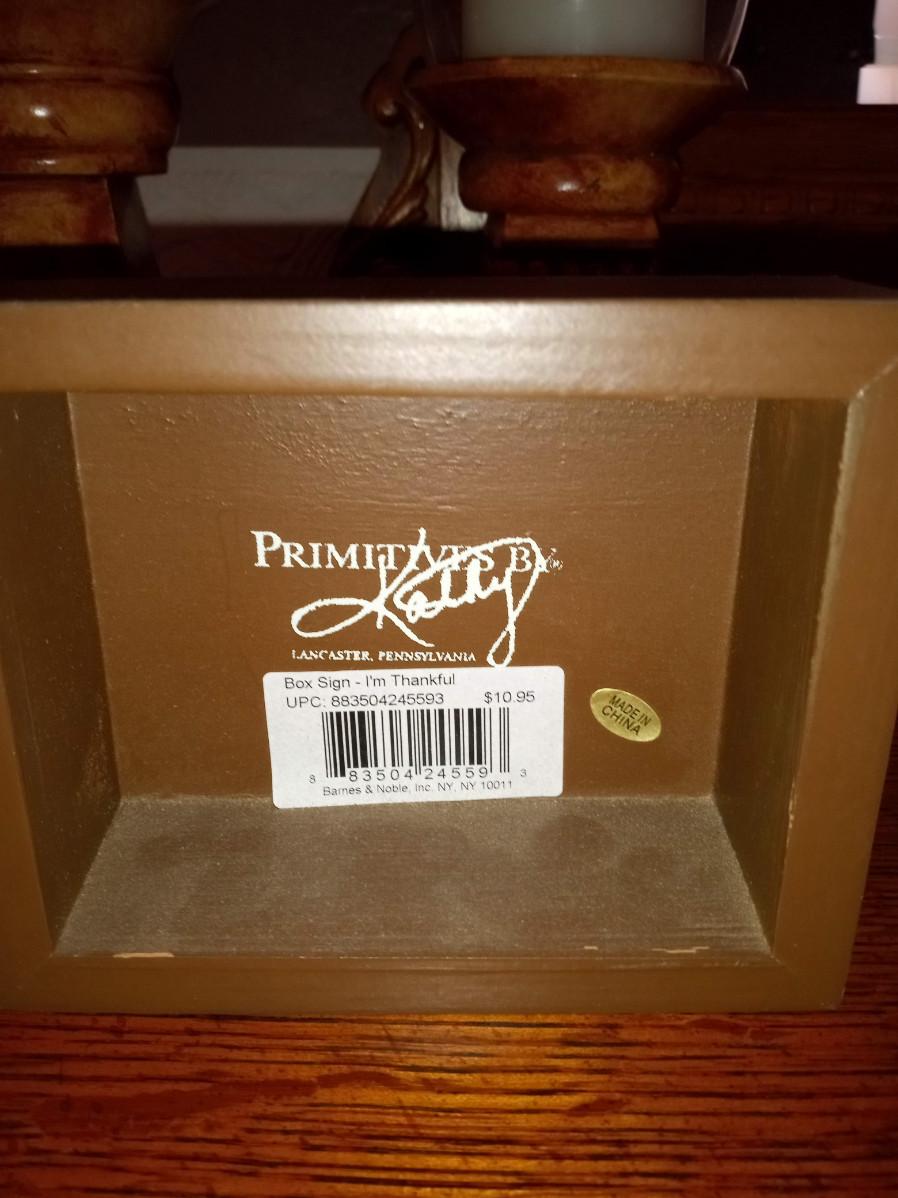 PRIMITIVES BY
Kathy
LANCASTER, PENNSYLVANIA
Box Sign - I'm Thankful
UPC: 883504245593 $10.95
8 83504 24559 3
Barnes & Noble, Inc. NY, NY 10011
MADE IN
CHINA